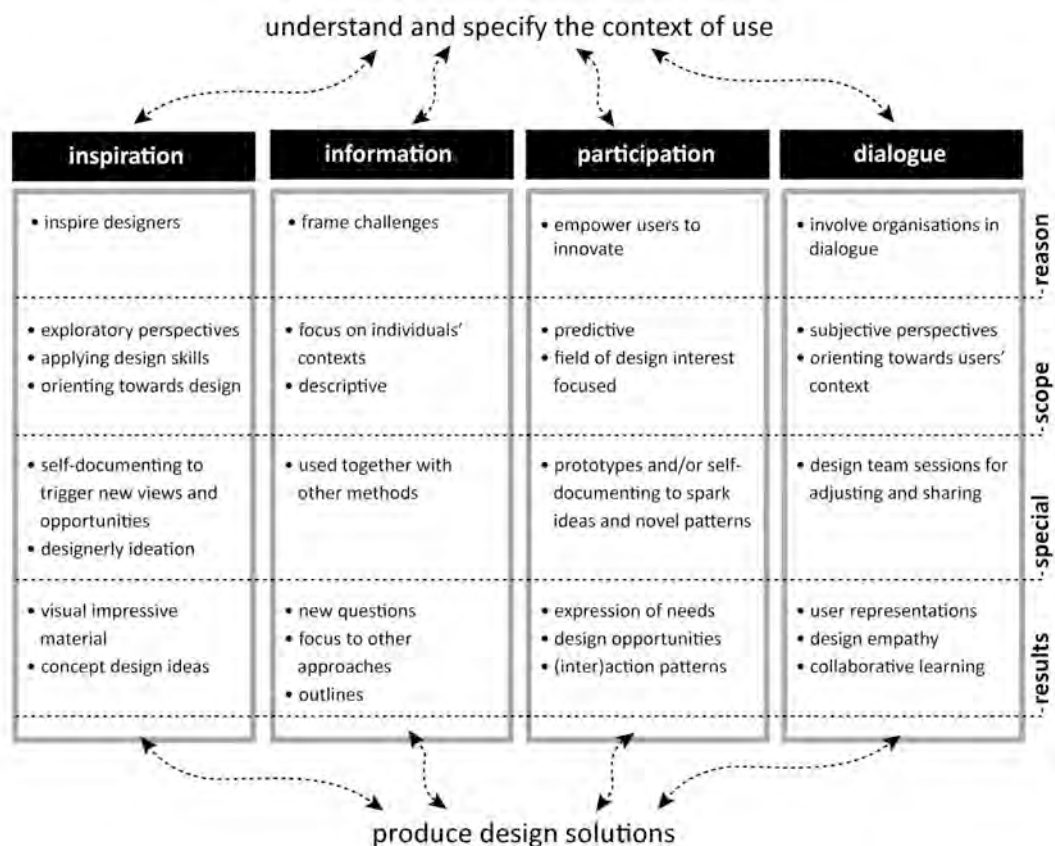 understand and specify the context of use
inspiration
information
participation
dialogue
• inspire designers
• frame challenges
• empower users to
innovate
• involve organisations in
dialogue
reason
• exploratory perspectives
• applying design skills
• orienting towards design
• focus on individuals’
contexts
• descriptive
• predictive
• field of design interest
focused
• subjective perspectives
• orienting towards users’
context
scope
• self-documenting to
trigger new views and
opportunities
• designerly ideation
• used together with
other methods
• prototypes and/or self-
documenting to spark
ideas and novel patterns
• design team sessions for
adjusting and sharing
special
• visual impressive
material
• concept design ideas
• new questions
• focus to other
approaches
• outlines
• expression of needs
• design opportunities
• (inter)action patterns
• user representations
• design empathy
• collaborative learning
results
produce design solutions